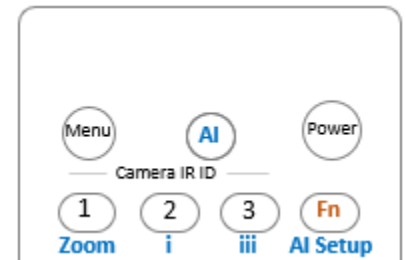 Menu AI Power
Camera IR ID
1 2 3 Fn
Zoom i iii AI Setup